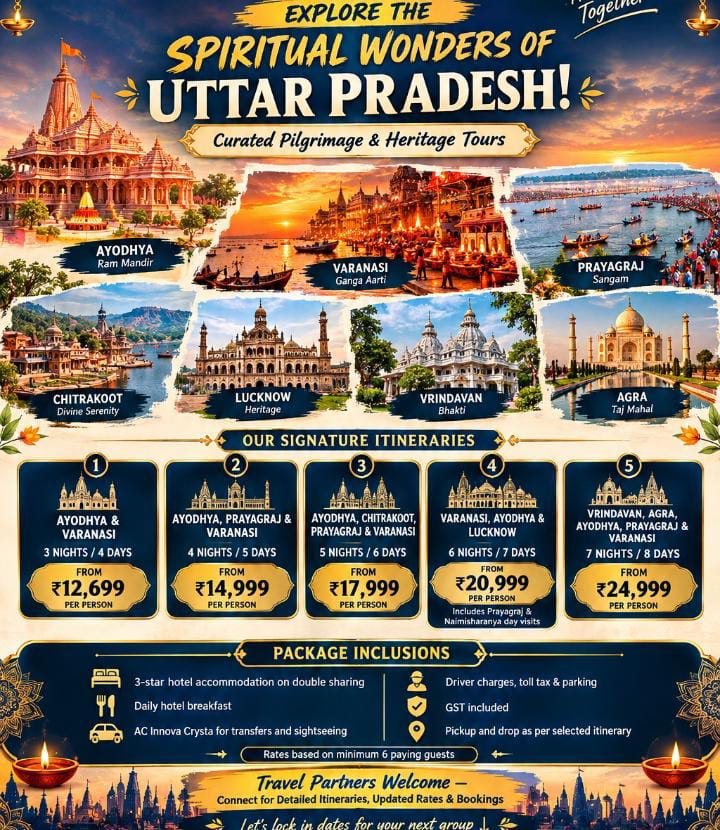 Together
EXPLORE THE
SPIRITUAL WONDERS OF
UTTAR PRADESH!
Curated Pilgrimage & Heritage Tours
AYODHYA
Ram Mandir
VARANASI
Ganga Aarti
PRAYAGRAJ
Sangam
CHITRAKOOT
Divine Serenity
LUCKNOW
Heritage
VRINDAVAN
Bhakti
AGRA
Taj Mahal
OUR SIGNATURE ITINERARIES
1
AYODHYA &
VARANASI
3 NIGHTS / 4 DAYS
FROM
₹12,699
PER PERSON
2
AYODHYA, PRAYAGRAJ &
VARANASI
4 NIGHTS / 5 DAYS
FROM
₹14,999
PER PERSON
3
AYODHYA, CHITRAKOOT,
PRAYAGRAJ & VARANASI
5 NIGHTS / 6 DAYS
FROM
₹17,999
PER PERSON
4
VARANASI, AYODHYA &
LUCKNOW
6 NIGHTS / 7 DAYS
FROM
₹20,999
PER PERSON
Includes Prayagraj &
Naimisharanya day visits
5
VRINDAVAN, AGRA,
AYODHYA, PRAYAGRAJ &
VARANASI
7 NIGHTS / 8 DAYS
FROM
₹24,999
PER PERSON
PACKAGE INCLUSIONS
3-star hotel accommodation on double sharing
Daily hotel breakfast
AC Innova Crysta for transfers and sightseeing
Driver charges, toll tax & parking
GST included
Pickup and drop as per selected itinerary
Rates based on minimum 6 paying guests
Travel Partners Welcome –
Connect for Detailed Itineraries, Updated Rates & Bookings
Let's lock in dates for your next group ↓